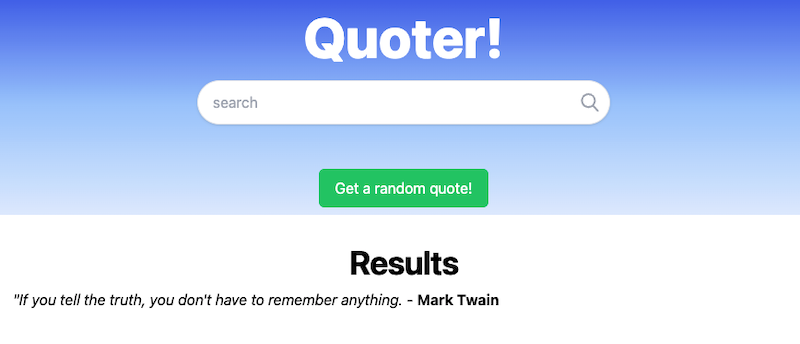 Quoter!
search
Get a random quote!
Results
"If you tell the truth, you don't have to remember anything. - Mark Twain